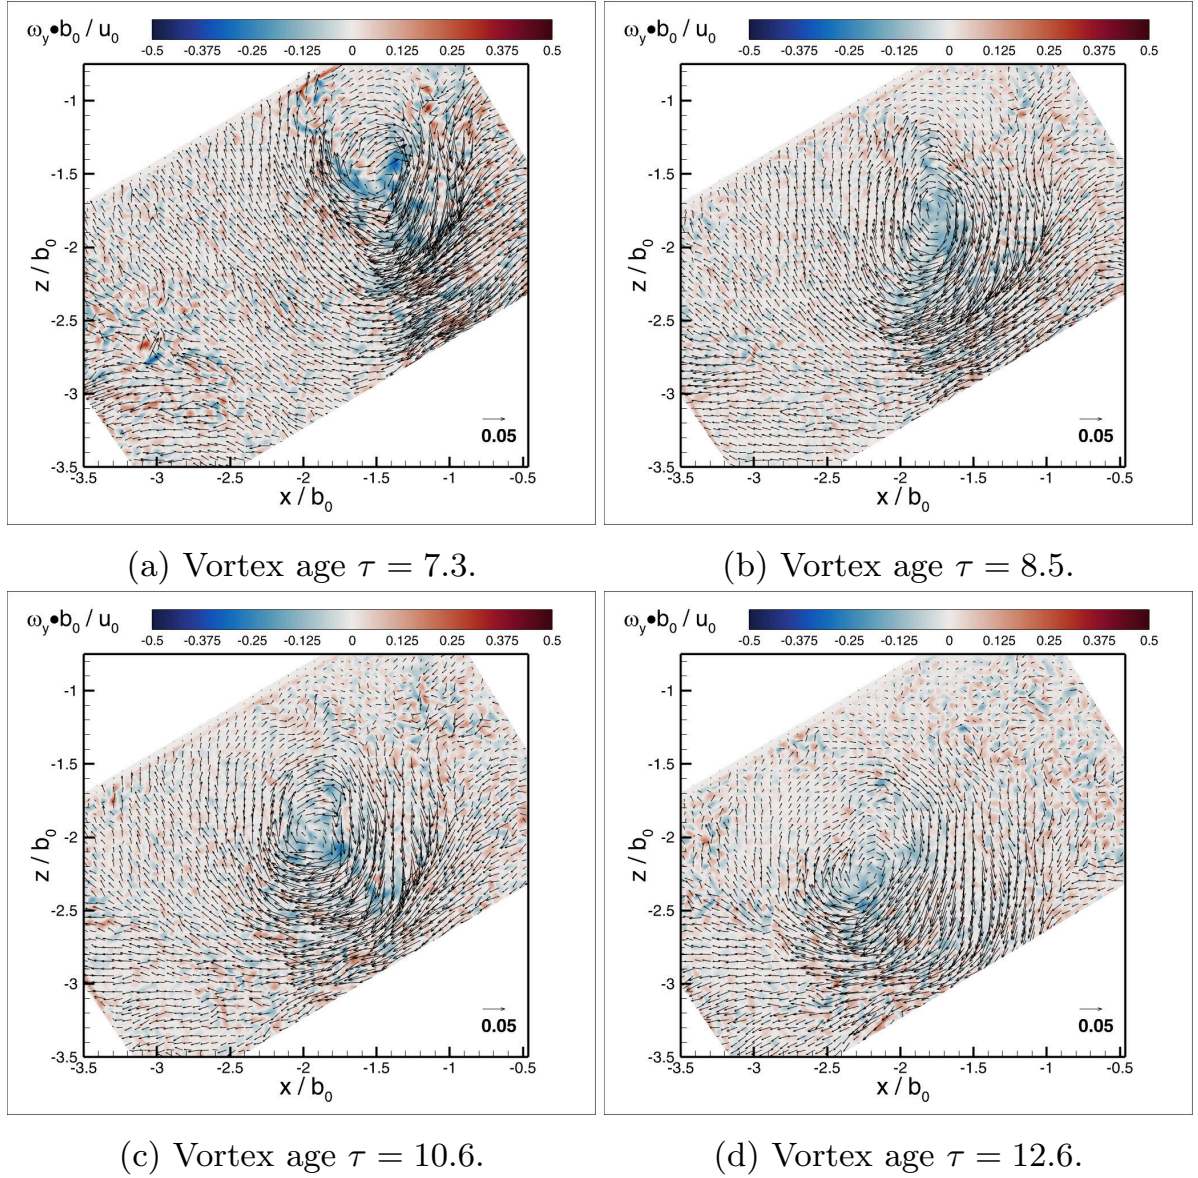 ω_y•b_0 / u_0
-0.5 -0.375 -0.25 -0.125 0 0.125 0.25 0.375 0.5
z / b_0
-1
-1.5
-2
-2.5
-3
-3.5
0.05
-3.5 -3 -2.5 -2 -1.5 -1 -0.5
x / b_0
(a) Vortex age τ = 7.3.
ω_y•b_0 / u_0
-0.5 -0.375 -0.25 -0.125 0 0.125 0.25 0.375 0.5
z / b_0
-1
-1.5
-2
-2.5
-3
-3.5
0.05
-3.5 -3 -2.5 -2 -1.5 -1 -0.5
x / b_0
(b) Vortex age τ = 8.5.
ω_y•b_0 / u_0
-0.5 -0.375 -0.25 -0.125 0 0.125 0.25 0.375 0.5
z / b_0
-1
-1.5
-2
-2.5
-3
-3.5
0.05
-3.5 -3 -2.5 -2 -1.5 -1 -0.5
x / b_0
(c) Vortex age τ = 10.6.
ω_y•b_0 / u_0
-0.5 -0.375 -0.25 -0.125 0 0.125 0.25 0.375 0.5
z / b_0
-1
-1.5
-2
-2.5
-3
-3.5
0.05
-3.5 -3 -2.5 -2 -1.5 -1 -0.5
x / b_0
(d) Vortex age τ = 12.6.